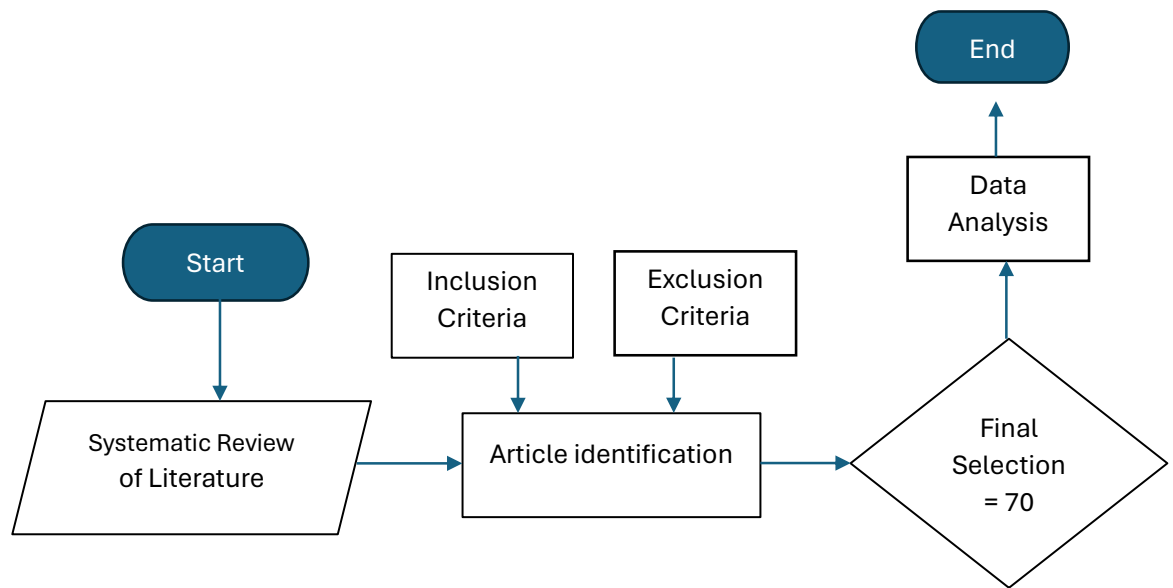 Start
Systematic Review
of Literature
Inclusion
Criteria
Exclusion
Criteria
Article identification
Final
Selection
= 70
Data
Analysis
End